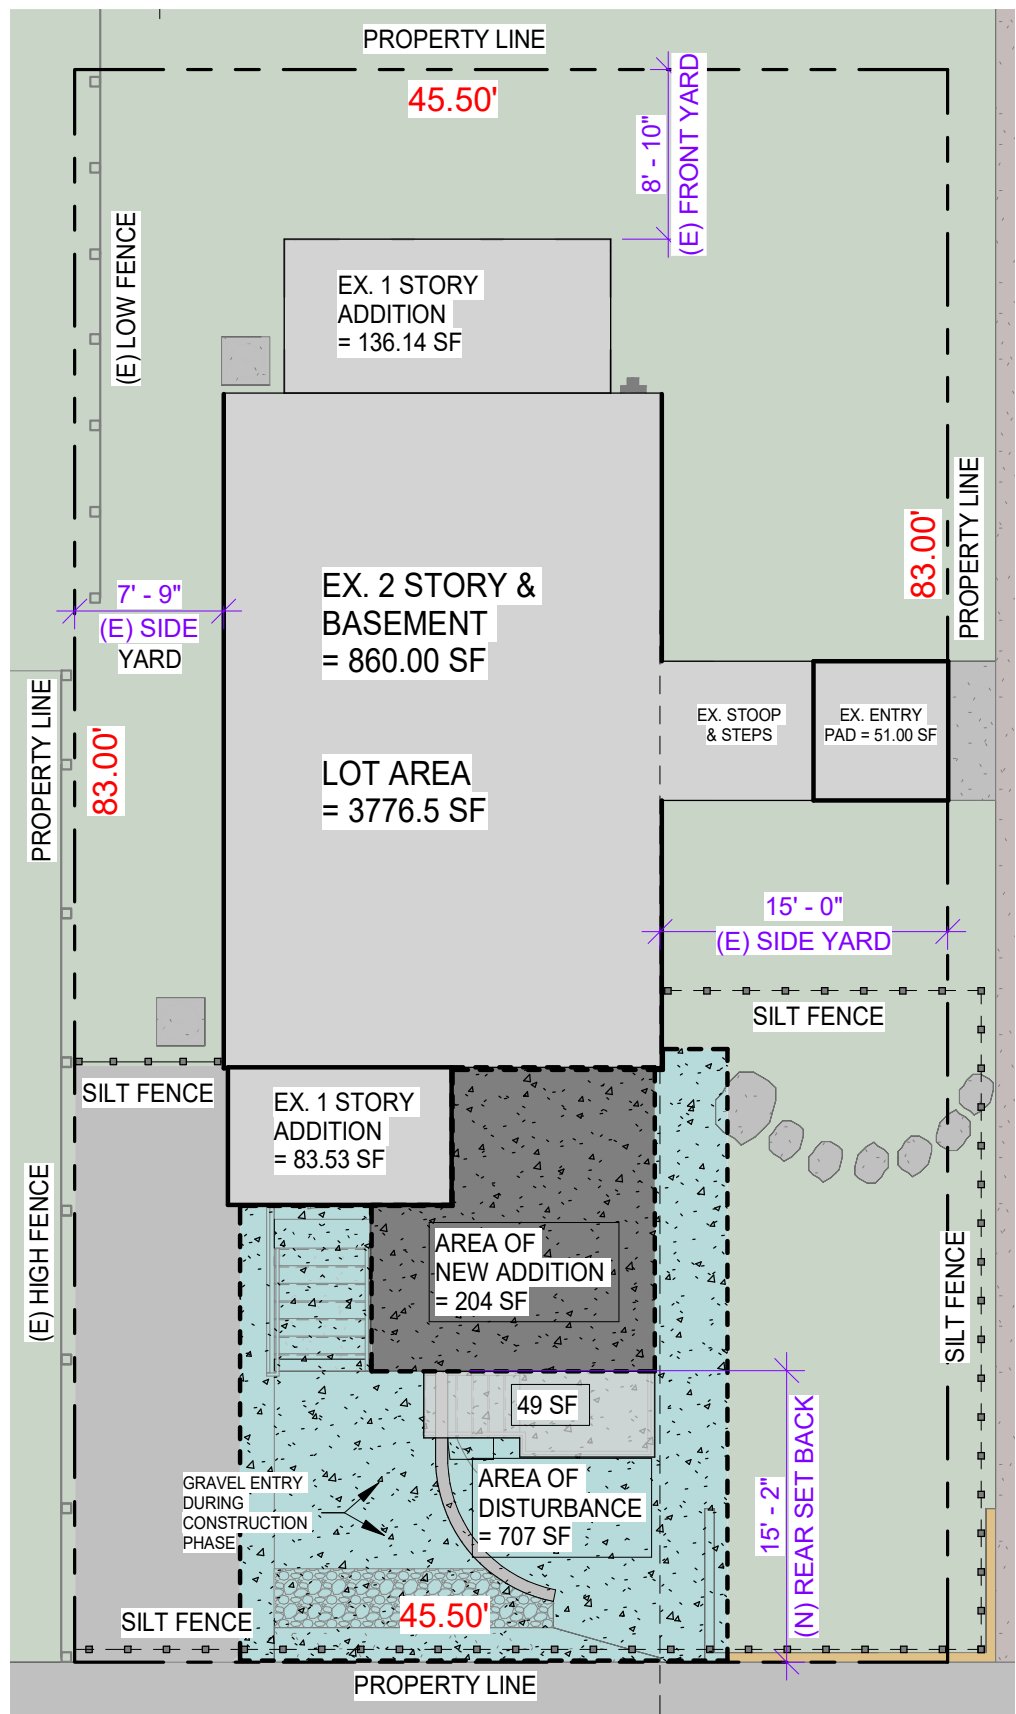 PROPERTY LINE
45.50'
8' - 10"
(E) FRONT YARD
(E) LOW FENCE
EX. 1 STORY
ADDITION
= 136.14 SF
PROPERTY LINE
83.00'
7' - 9"
(E) SIDE
YARD
EX. 2 STORY &
BASEMENT
= 860.00 SF
EX. STOOP
& STEPS
EX. ENTRY
PAD = 51.00 SF
PROPERTY LINE
83.00'
LOT AREA
= 3776.5 SF
15' - 0"
(E) SIDE YARD
SILT FENCE
SILT FENCE
EX. 1 STORY
ADDITION
= 83.53 SF
(E) HIGH FENCE
AREA OF
NEW ADDITION
= 204 SF
SILT FENCE
49 SF
15' - 2"
(N) REAR SET BACK
GRAVEL ENTRY
DURING
CONSTRUCTION
PHASE
AREA OF
DISTURBANCE
= 707 SF
SILT FENCE
45.50'
PROPERTY LINE